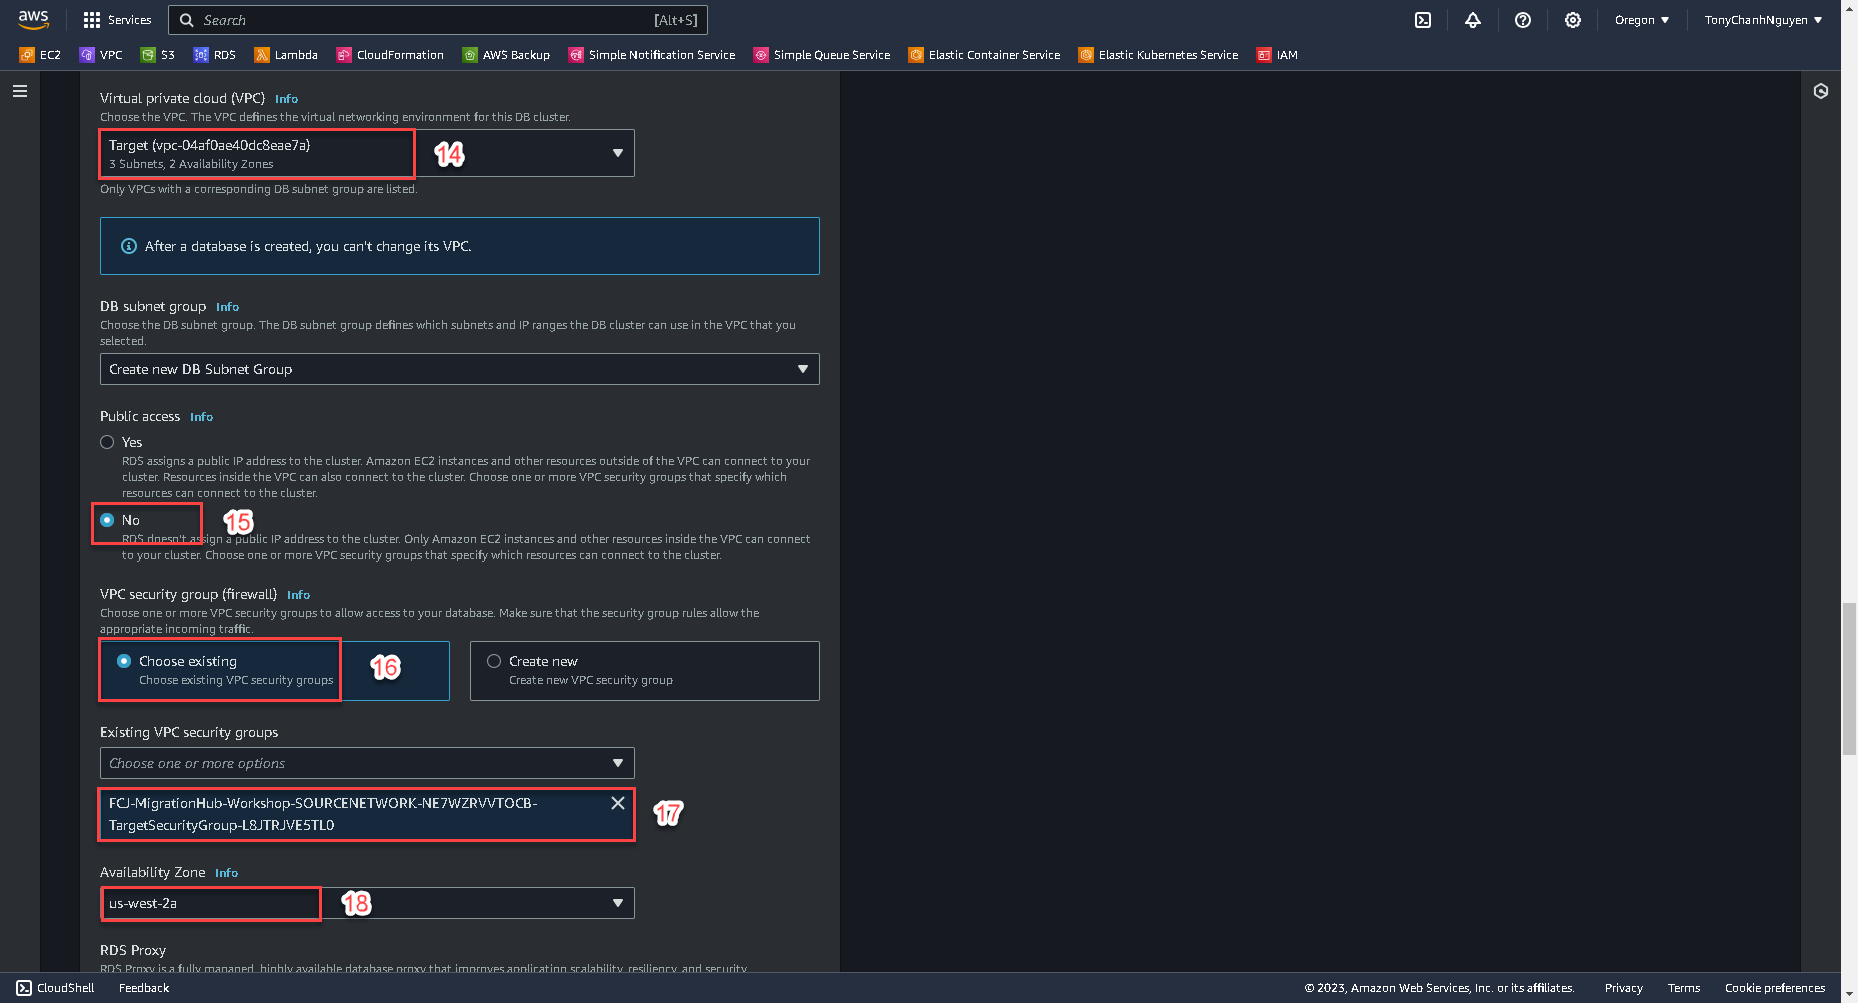 aws
Services
Search
[Alt+S]
Oregon
TonyChanhNguyen
EC2
VPC
S3
RDS
Lambda
CloudFormation
AWS Backup
Simple Notification Service
Simple Queue Service
Elastic Container Service
Elastic Kubernetes Service
IAM
Virtual private cloud (VPC) Info
Choose the VPC. The VPC defines the virtual networking environment for this DB cluster.
Target (vpc-04af0ae40dc8eae7a)
3 Subnets, 2 Availability Zones
14
Only VPCs with a corresponding DB subnet group are listed.
After a database is created, you can't change its VPC.
DB subnet group Info
Choose the DB subnet group. The DB subnet group defines which subnets and IP ranges the DB cluster can use in the VPC that you
selected.
Create new DB Subnet Group
Public access Info
Yes
RDS assigns a public IP address to the cluster. Amazon EC2 instances and other resources outside of the VPC can connect to your
cluster. Resources inside the VPC can also connect to the cluster. Choose one or more VPC security groups that specify which
resources can connect to the cluster.
No
15
RDS doesn't assign a public IP address to the cluster. Only Amazon EC2 instances and other resources inside the VPC can connect
to your cluster. Choose one or more VPC security groups that specify which resources can connect to the cluster.
VPC security group (firewall) Info
Choose one or more VPC security groups to allow access to your database. Make sure that the security group rules allow the
appropriate incoming traffic.
Choose existing
Choose existing VPC security groups
16
Create new
Create new VPC security group
Existing VPC security groups
Choose one or more options
FCJ-MigrationHub-Workshop-SOURCENETWORK-NE7WZRVVTOCB-
TargetSecurityGroup-L8JTRJVE5TL0
17
Availability Zone Info
us-west-2a
18
RDS Proxy
RDS Proxy is a fully managed, highly available database proxy that improves application scalability, resiliency, and security.
CloudShell
Feedback
© 2023, Amazon Web Services, Inc. or its affiliates.
Privacy
Terms
Cookie preferences